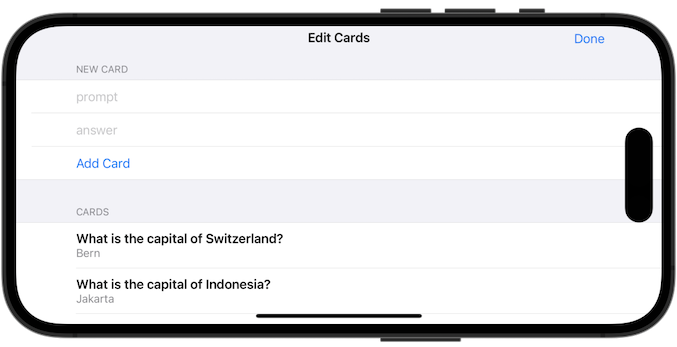 Edit Cards
Done
NEW CARD
prompt
answer
Add Card
CARDS
What is the capital of Switzerland?
Bern
What is the capital of Indonesia?
Jakarta